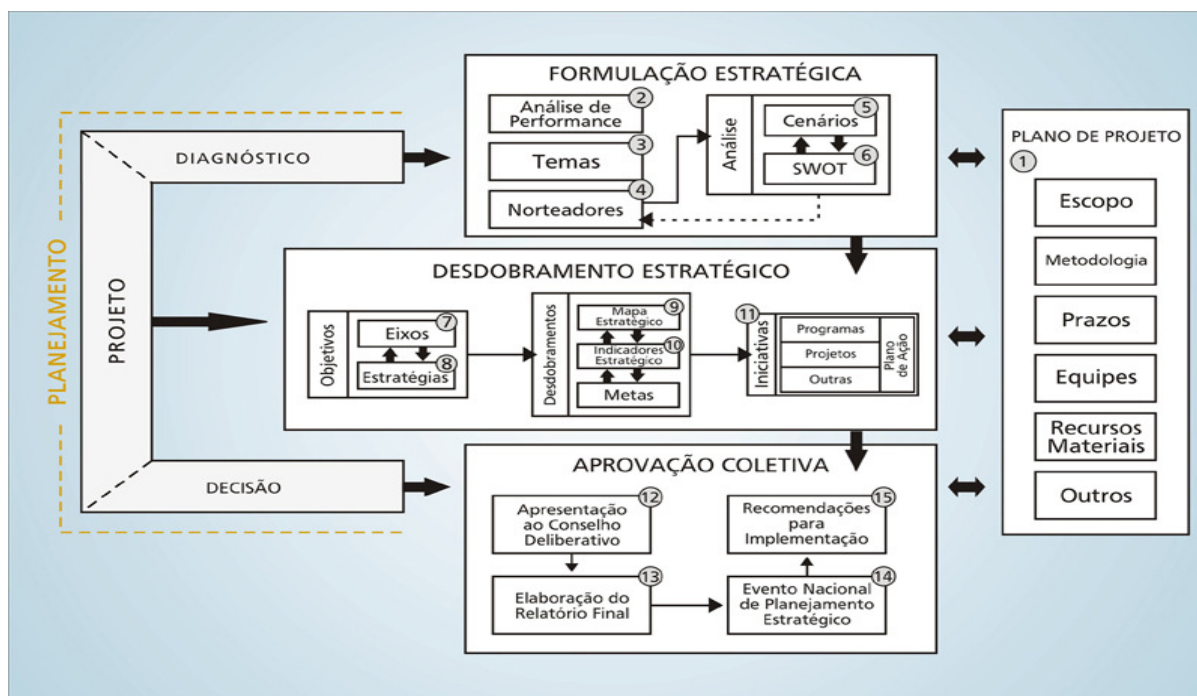 PLANEJAMENTO
PROJETO
DIAGNÓSTICO
DECISÃO
FORMULAÇÃO ESTRATÉGICA
2
Análise de
Performance
3
Temas
4
Norteadores
Análise
5
Cenários
6
SWOT
DESDOBRAMENTO ESTRATÉGICO
Objetivos
7
Eixos
8
Estratégias
Desdobramentos
9
Mapa
Estratégico
10
Indicadores
Estratégico
Metas
11
Iniciativas
Programas
Projetos
Outras
Plano
de Ação
APROVAÇÃO COLETIVA
12
Apresentação
ao Conselho
Deliberativo
13
Elaboração do
Relatório Final
14
Evento Nacional
de Planejamento
Estratégico
15
Recomendações
para
Implementação
PLANO DE PROJETO
1
Escopo
Metodologia
Prazos
Equipes
Recursos
Materiais
Outros